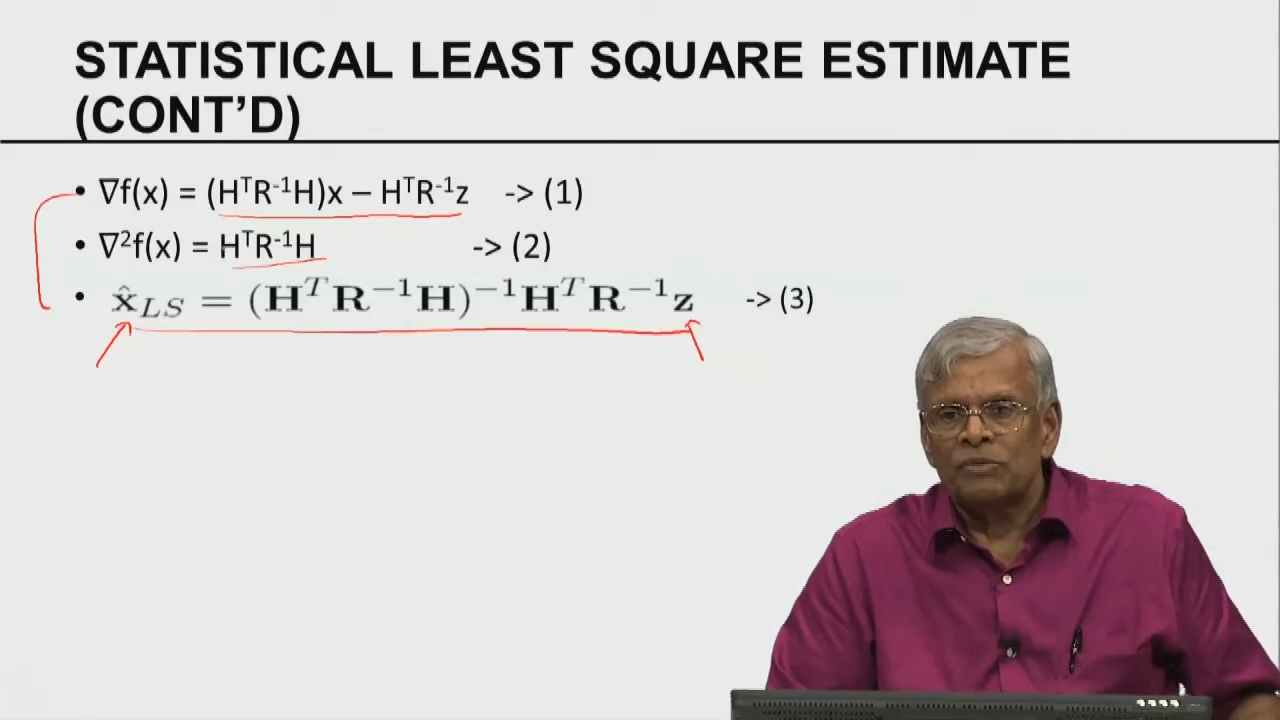 STATISTICAL LEAST SQUARE ESTIMATE
(CONT’D)
• ∇f(x) = (HᵀR⁻¹H)x – HᵀR⁻¹z -> (1)
• ∇²f(x) = HᵀR⁻¹H -> (2)
• x̂_LS = (HᵀR⁻¹H)⁻¹HᵀR⁻¹z -> (3)